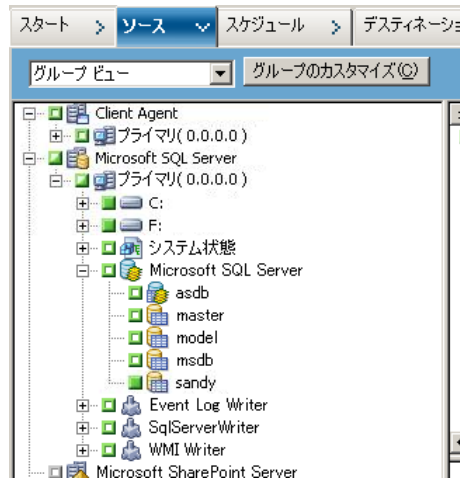 スタート > ソース スケジュール > デスティネーショ
グループ ビュー グループのカスタマイズ(C)
Client Agent
プライマリ( 0.0.0.0 )
Microsoft SQL Server
プライマリ( 0.0.0.0 )
C:
F:
システム状態
Microsoft SQL Server
asdb
master
model
msdb
sandy
Event Log Writer
SqlServerWriter
WMI Writer
Microsoft SharePoint Server